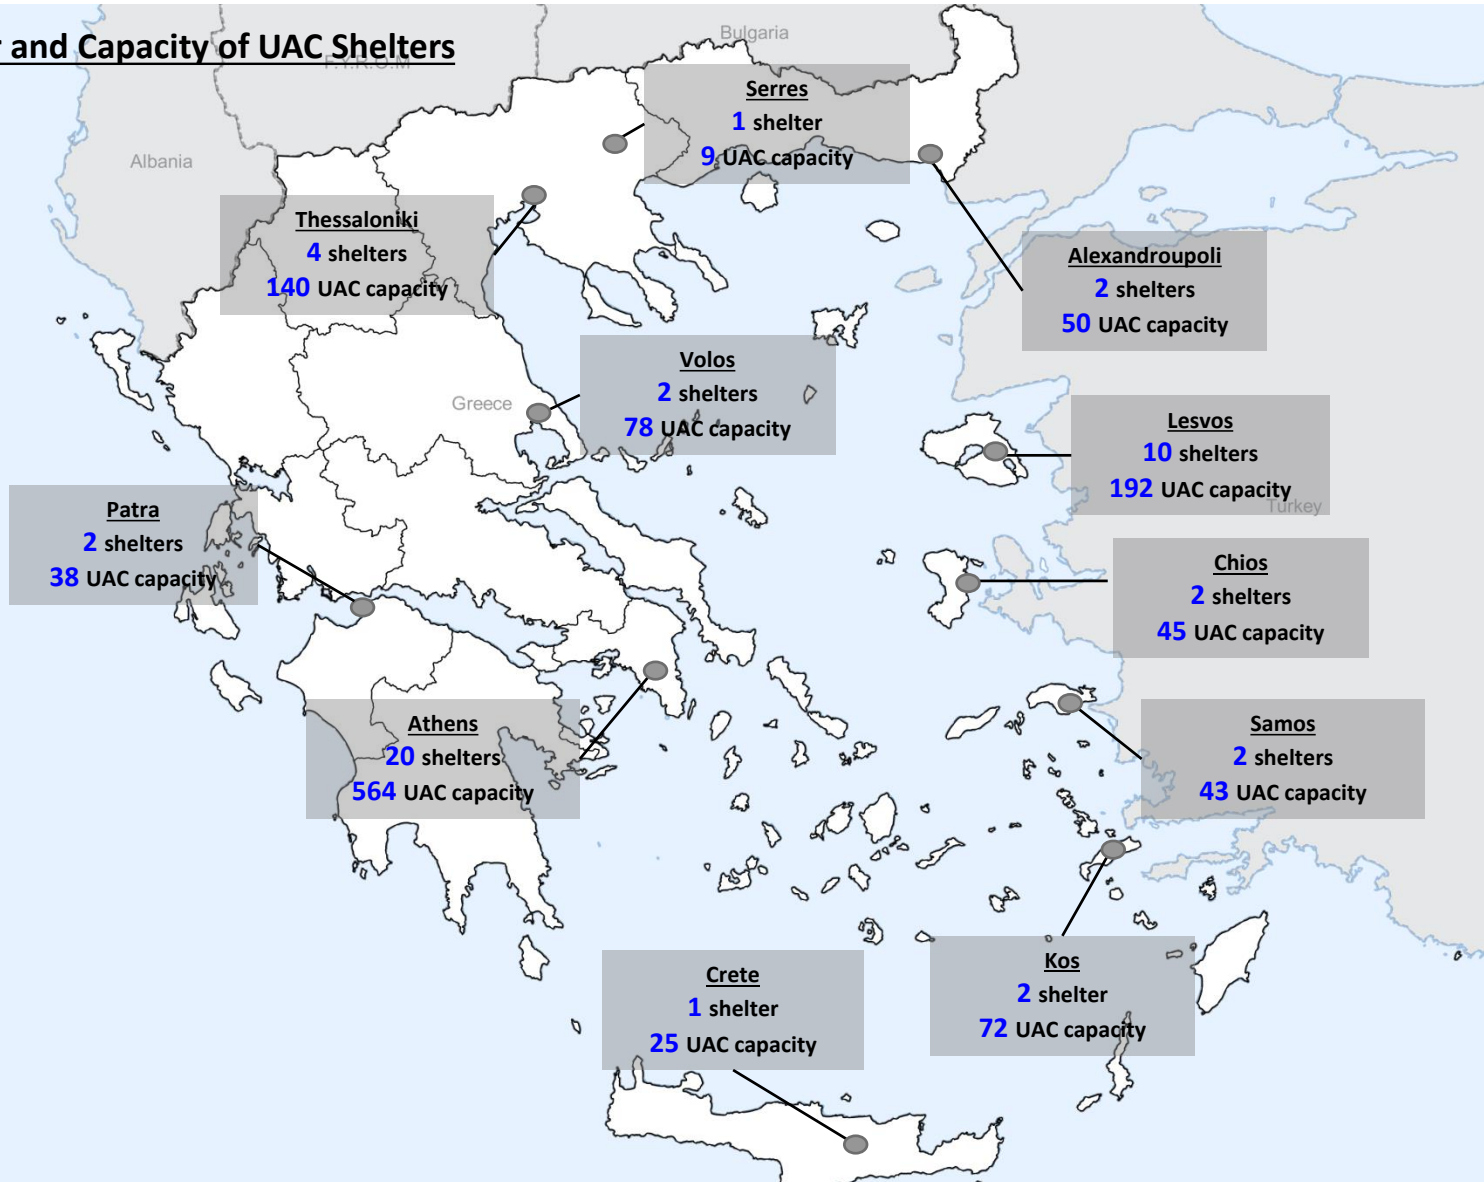 and Capacity of UAC Shelters
Bulgaria
F.Y.R.O.M
Albania
Serres
1 shelter
9 UAC capacity
Thessaloniki
4 shelters
140 UAC capacity
Alexandroupoli
2 shelters
50 UAC capacity
Volos
2 shelters
78 UAC capacity
Greece
Lesvos
10 shelters
192 UAC capacity
Turkey
Patra
2 shelters
38 UAC capacity
Chios
2 shelters
45 UAC capacity
Athens
20 shelters
564 UAC capacity
Samos
2 shelters
43 UAC capacity
Crete
1 shelter
25 UAC capacity
Kos
2 shelter
72 UAC capacity